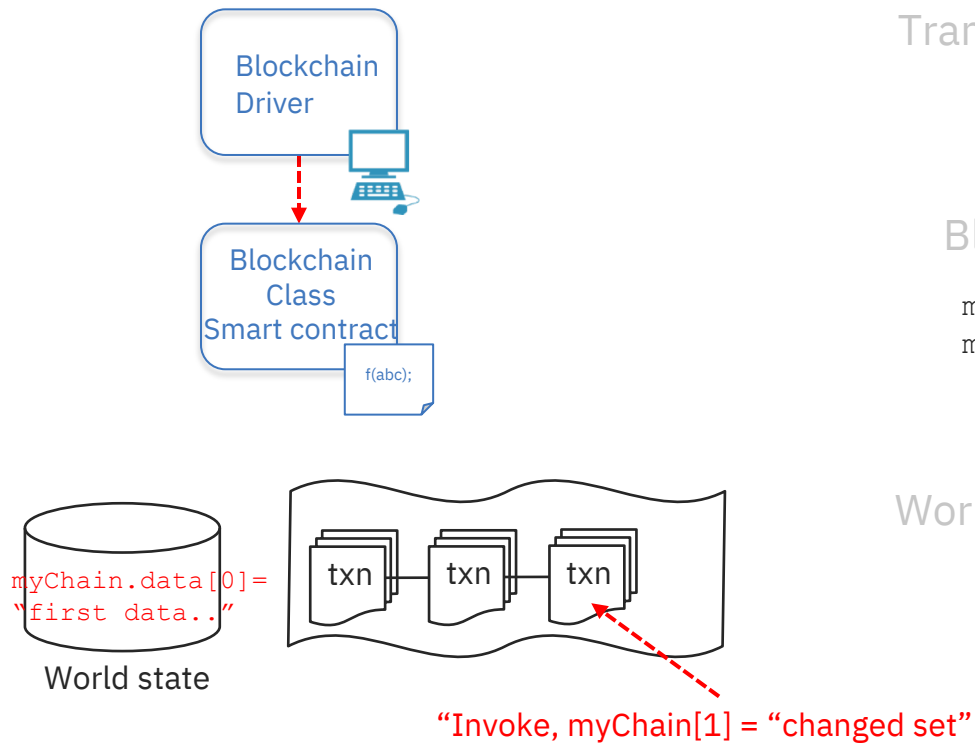 Blockchain
Driver
Blockchain
Class
Smart contract
f(abc);
myChain.data[0]=
“first data..”
World state
txn
txn
txn
“Invoke, myChain[1] = “changed set”